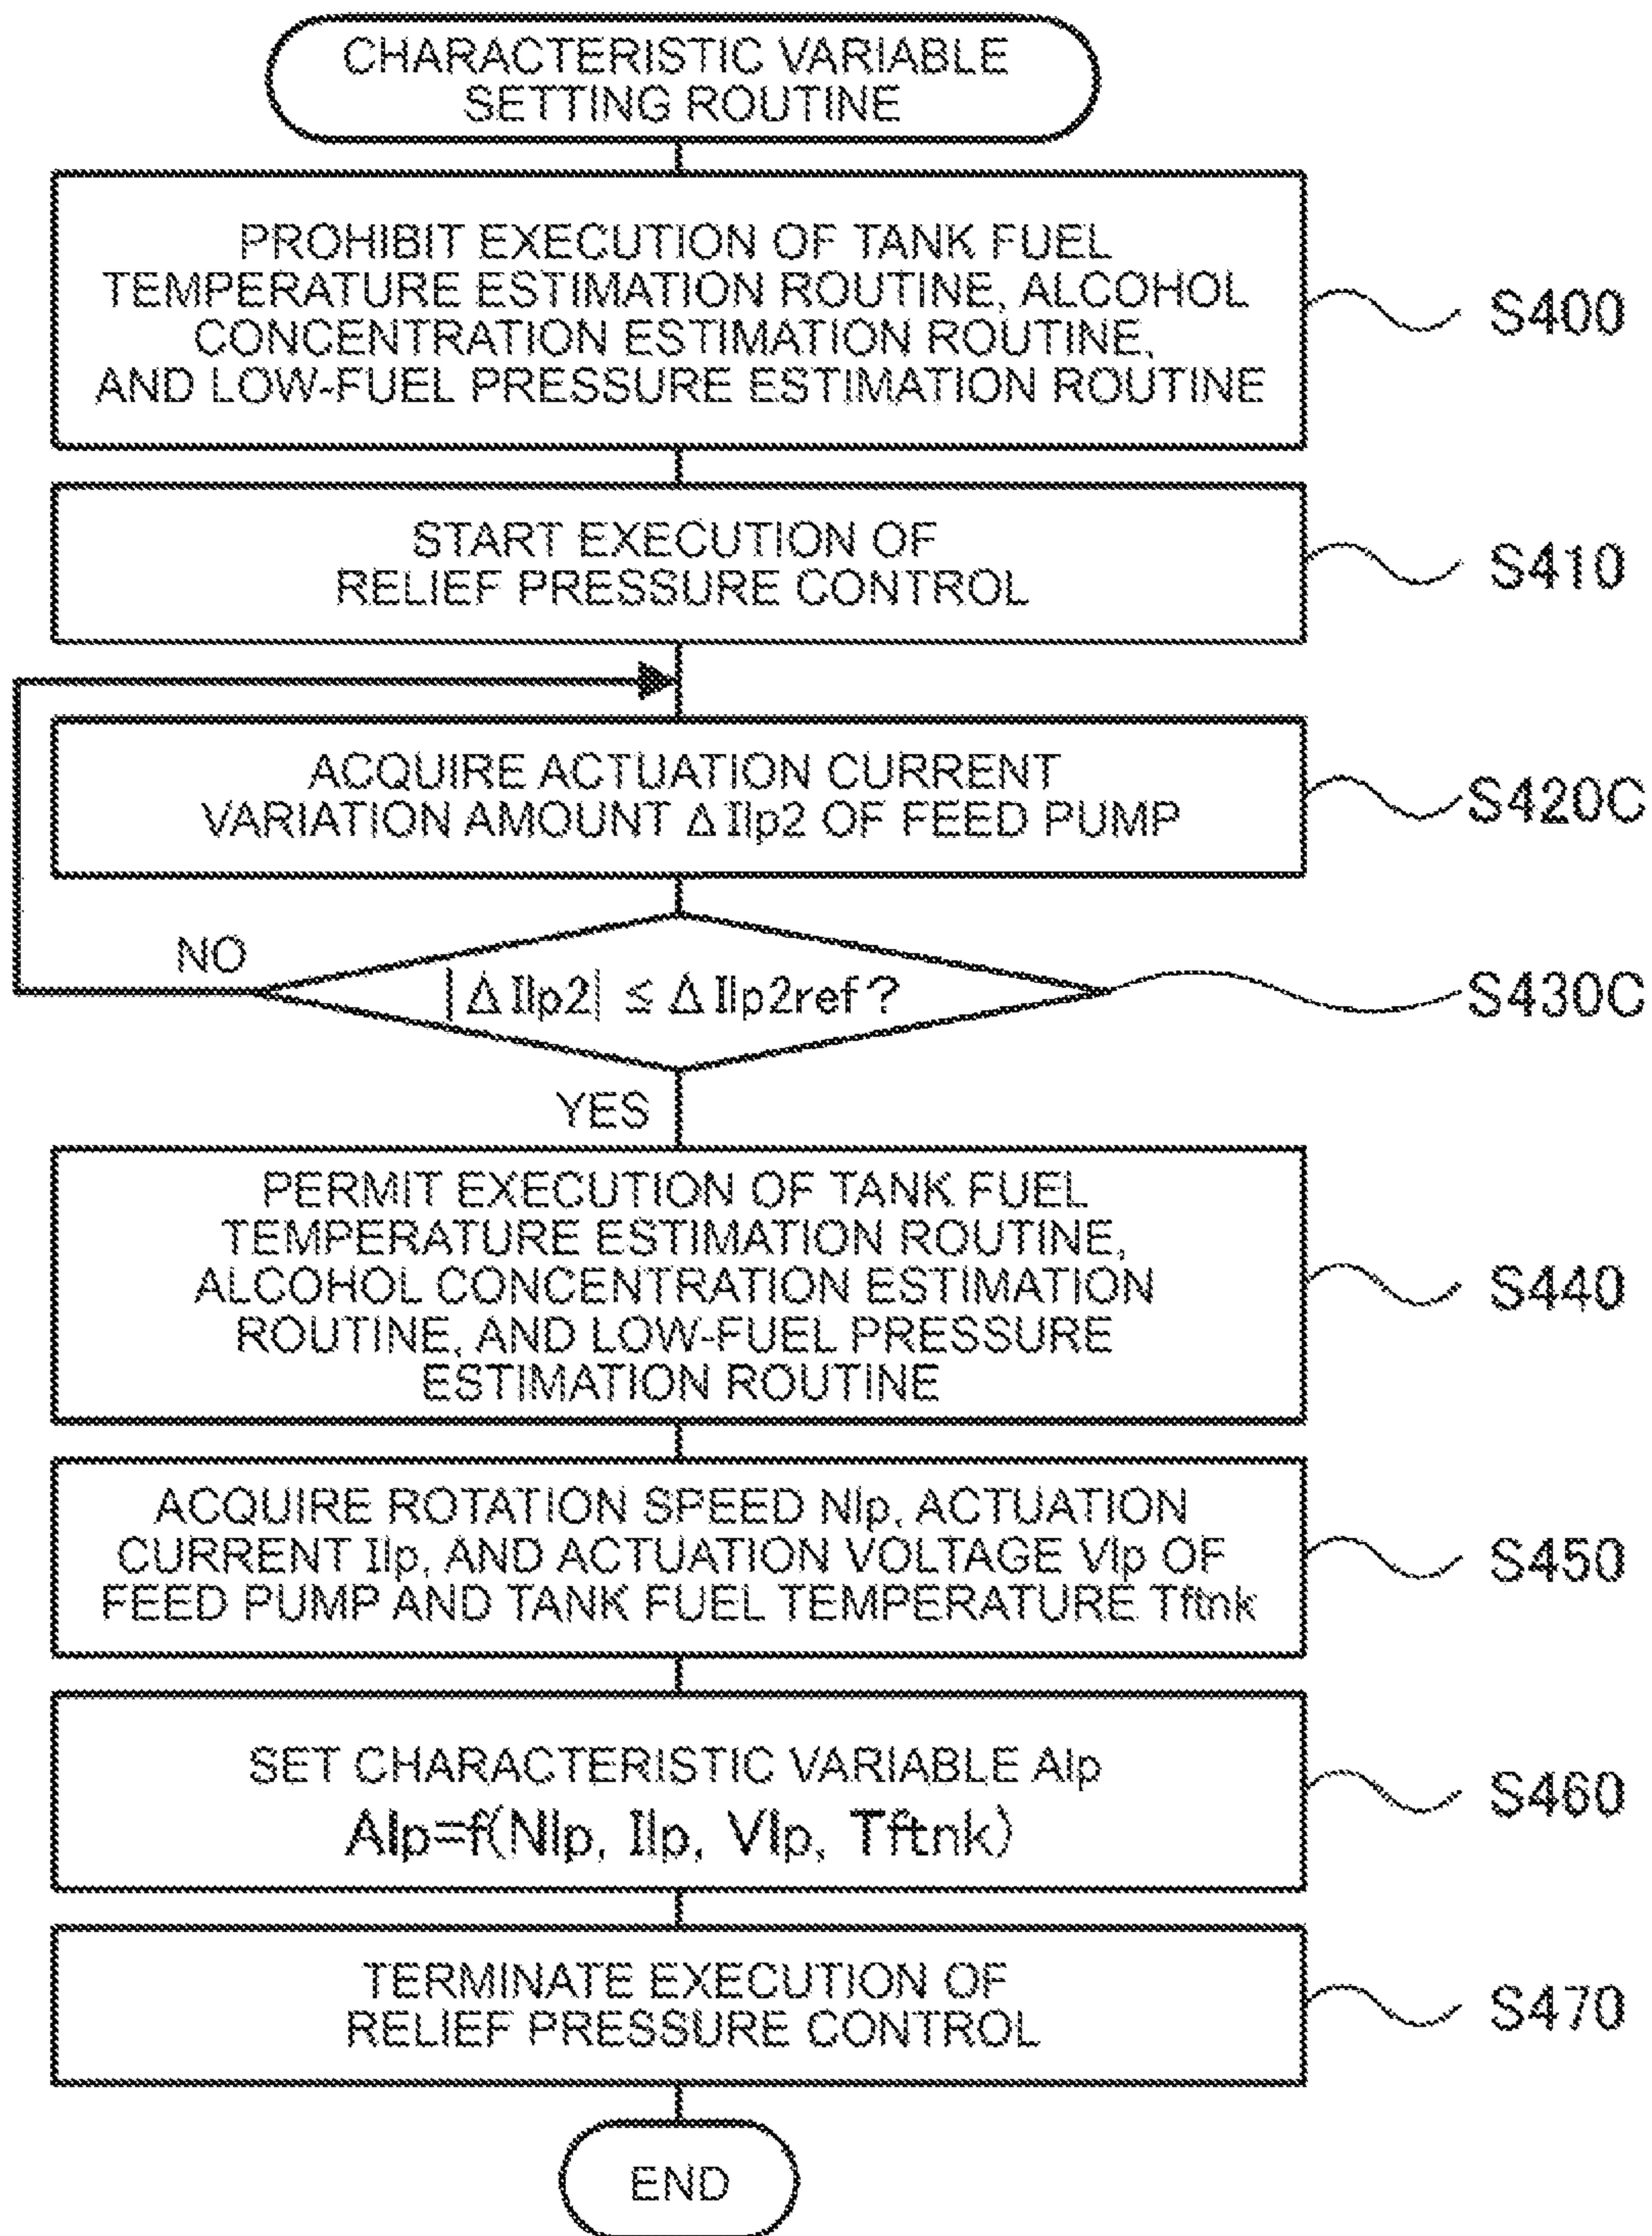 CHARACTERISTIC VARIABLE
SETTING ROUTINE
PROHIBIT EXECUTION OF TANK FUEL
TEMPERATURE ESTIMATION ROUTINE, ALCOHOL
CONCENTRATION ESTIMATION ROUTINE,
AND LOW-FUEL PRESSURE ESTIMATION ROUTINE
S400
START EXECUTION OF
RELIEF PRESSURE CONTROL
S410
ACQUIRE ACTUATION CURRENT
VARIATION AMOUNT ΔIlp2 OF FEED PUMP
S420C
NO
|ΔIlp2| ≦ ΔIlp2ref?
S430C
YES
PERMIT EXECUTION OF TANK FUEL
TEMPERATURE ESTIMATION ROUTINE,
ALCOHOL CONCENTRATION ESTIMATION
ROUTINE, AND LOW-FUEL PRESSURE
ESTIMATION ROUTINE
S440
ACQUIRE ROTATION SPEED Nlp, ACTUATION
CURRENT Ilp, AND ACTUATION VOLTAGE Vlp OF
FEED PUMP AND TANK FUEL TEMPERATURE Tftnk
S450
SET CHARACTERISTIC VARIABLE Alp
Alp=f(Nlp, Ilp, Vlp, Tftnk)
S460
TERMINATE EXECUTION OF
RELIEF PRESSURE CONTROL
S470
END